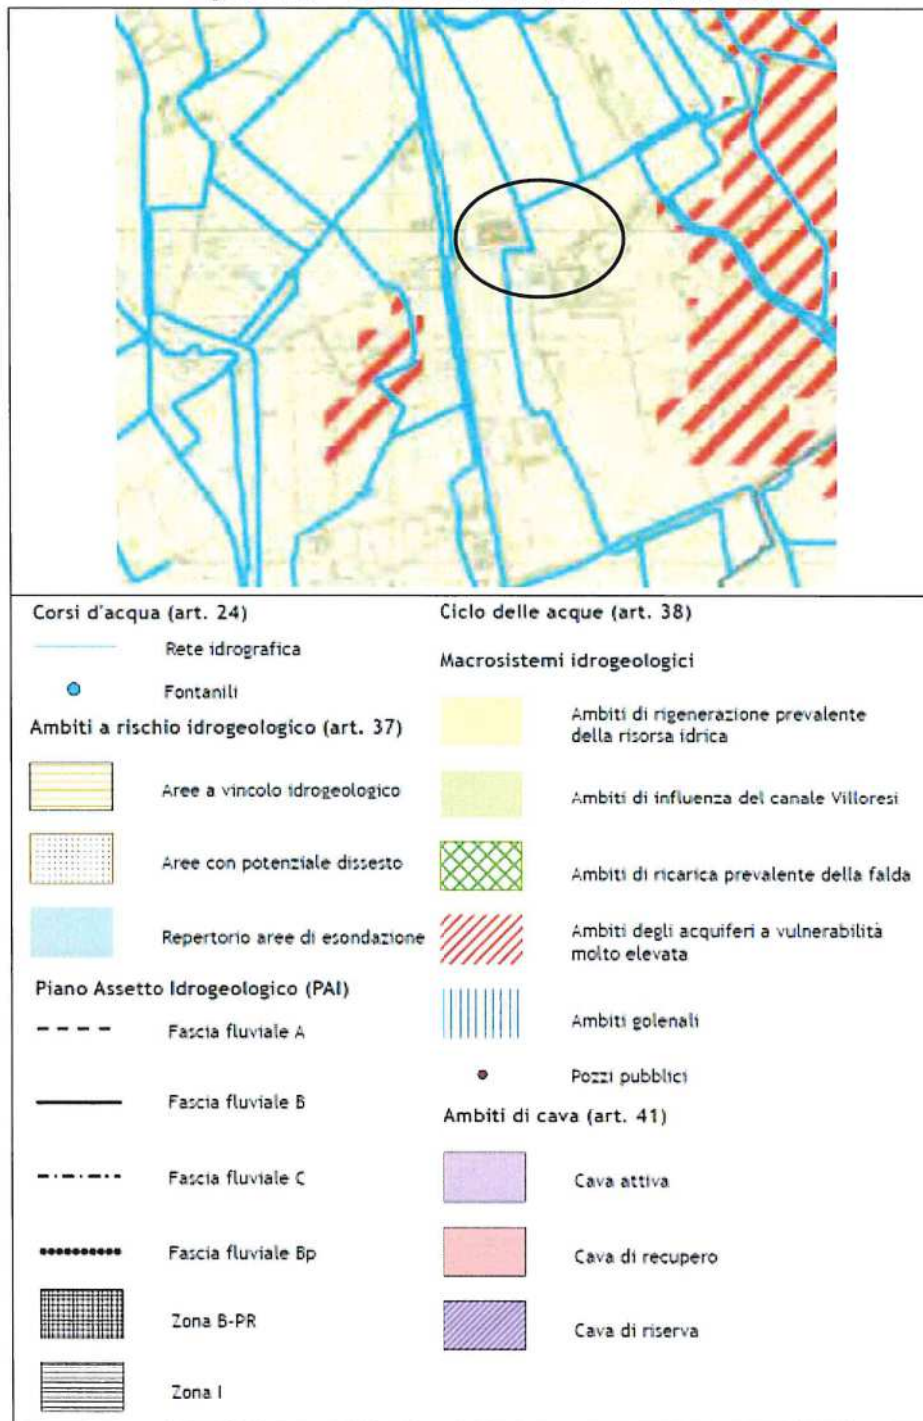 Corsi d'acqua (art. 24)
Rete idrografica
Fontanili
Ambiti a rischio idrogeologico (art. 37)
Aree a vincolo idrogeologico
Aree con potenziale dissesto
Repertorio aree di esondazione
Piano Assetto Idrogeologico (PAI)
Fascia fluviale A
Fascia fluviale B
Fascia fluviale C
Fascia fluviale Bp
Zona B-PR
Zona I
Ciclo delle acque (art. 38)
Macrosistemi idrogeologici
Ambiti di rigenerazione prevalente
della risorsa idrica
Ambiti di influenza del canale Villoresi
Ambiti di ricarica prevalente della falda
Ambiti degli acquiferi a vulnerabilità
molto elevata
Ambiti golenali
Pozzi pubblici
Ambiti di cava (art. 41)
Cava attiva
Cava di recupero
Cava di riserva